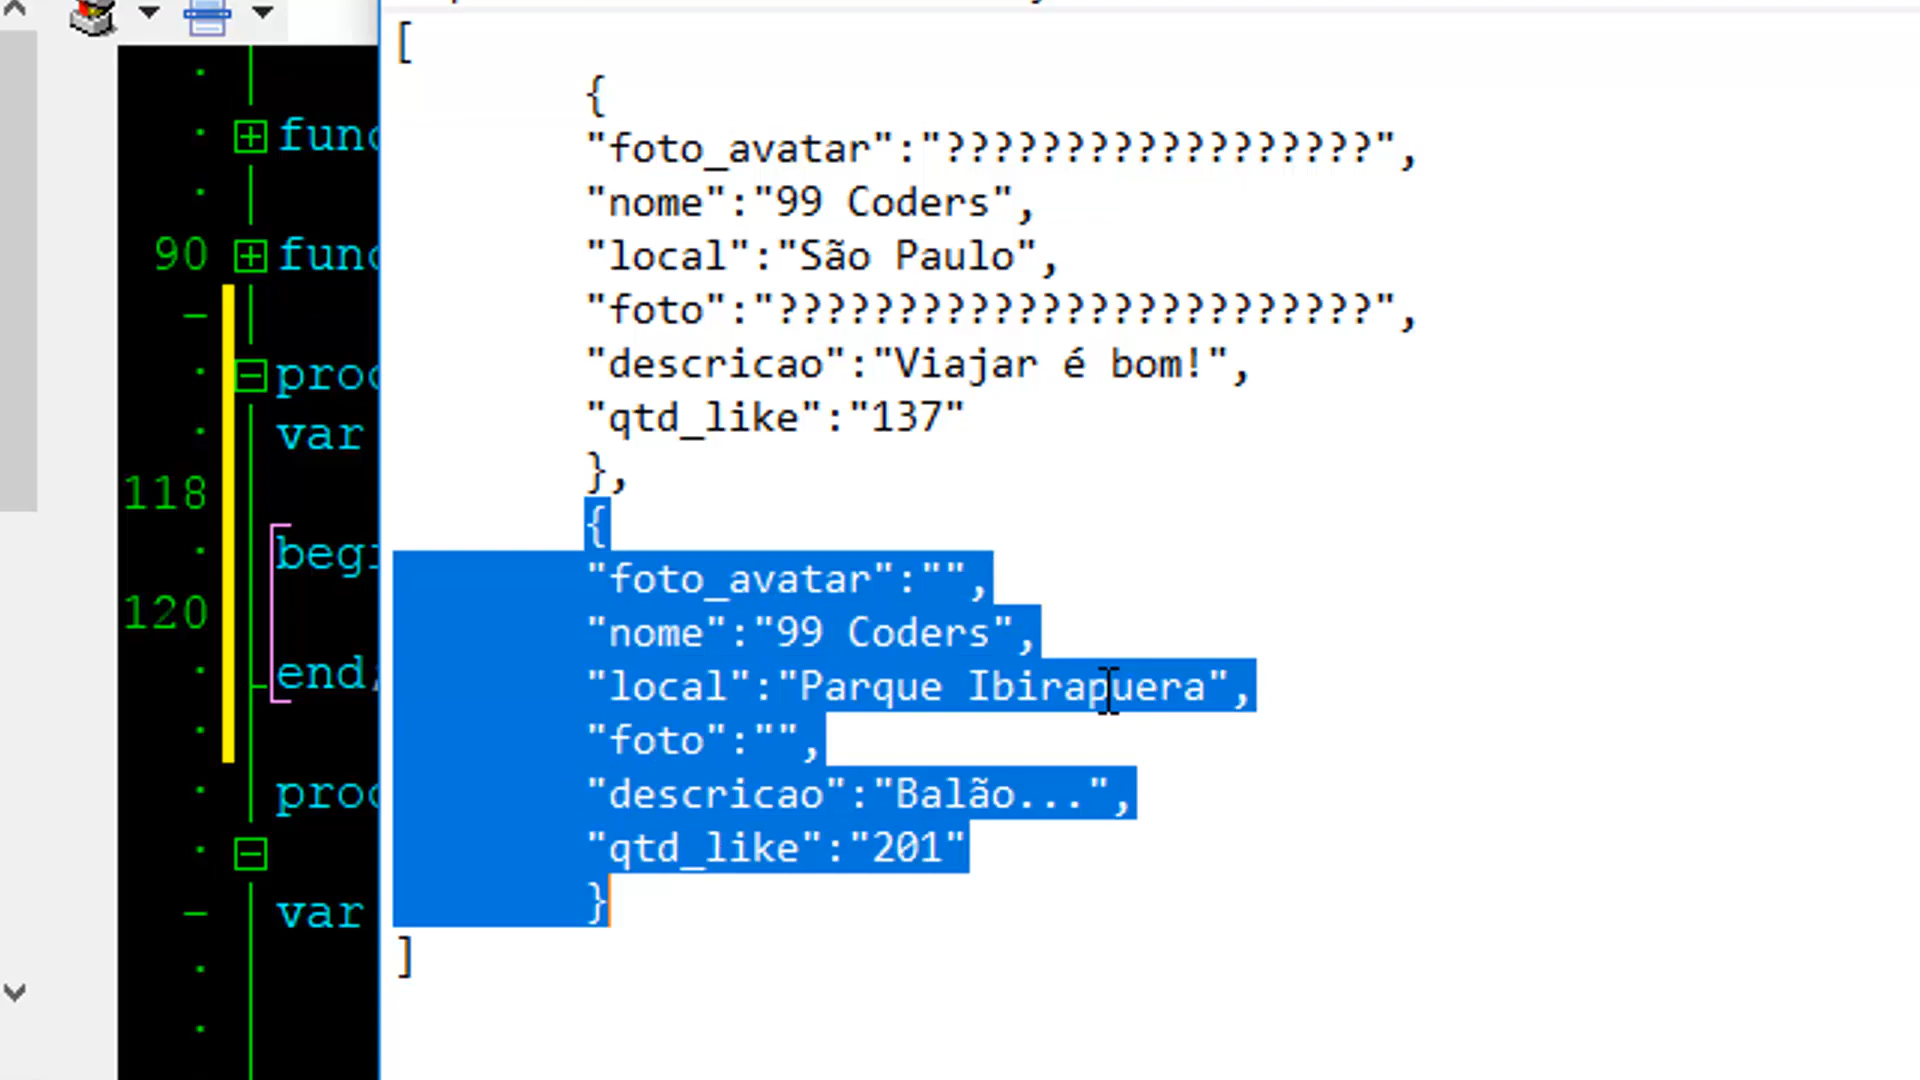 func
90 func
proc
var
118
begi
120
end;
proc
var
[
{
"foto_avatar":"??????????????????",
"nome":"99 Coders",
"local":"São Paulo",
"foto":"?????????????????????????",
"descricao":"Viajar é bom!",
"qtd_like":"137"
},
{
"foto_avatar":"",
"nome":"99 Coders",
"local":"Parque Ibirapuera",
"foto":"",
"descricao":"Balão...",
"qtd_like":"201"
}
]